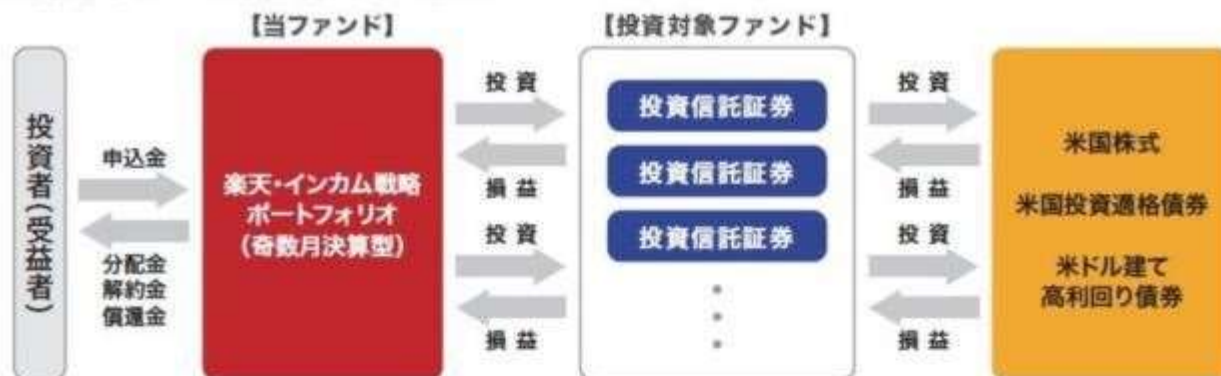 【当ファンド】
【投資対象ファンド】
投資者(受益者)
申込金
分配金
解約金
償還金
楽天・インカム戦略
ポートフォリオ
(奇数月決算型)
投資
損益
投資
損益
投資信託証券
投資信託証券
投資信託証券
投資
損益
投資
損益
米国株式
米国投資適格債券
米ドル建て
高利回り債券